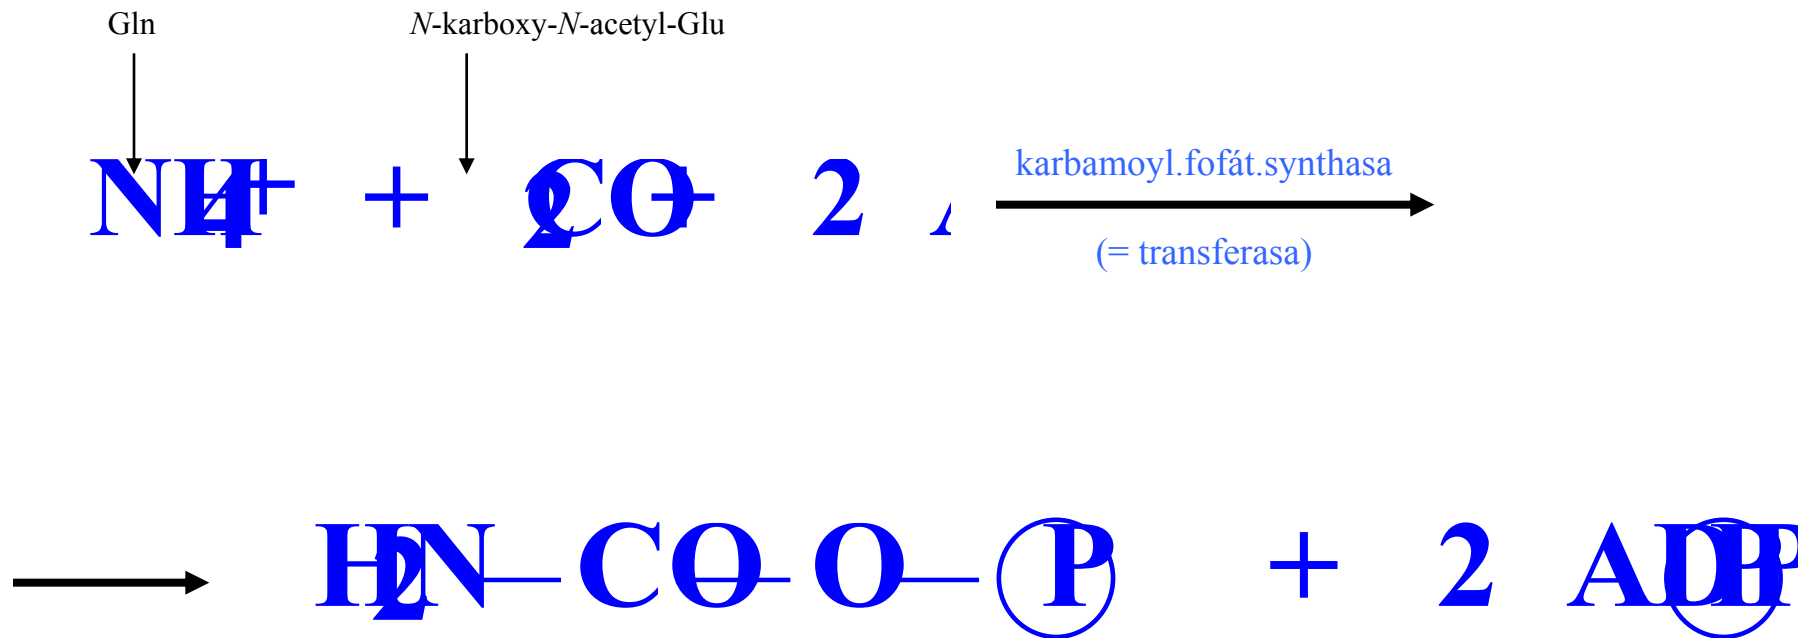 Gln N-karboxy-N-acetyl-Glu
NH4+ + CO2 + 2
karbamoyl.fofát.synthasa
(= transferasa)
H2N — CO — O — P + 2 ADP